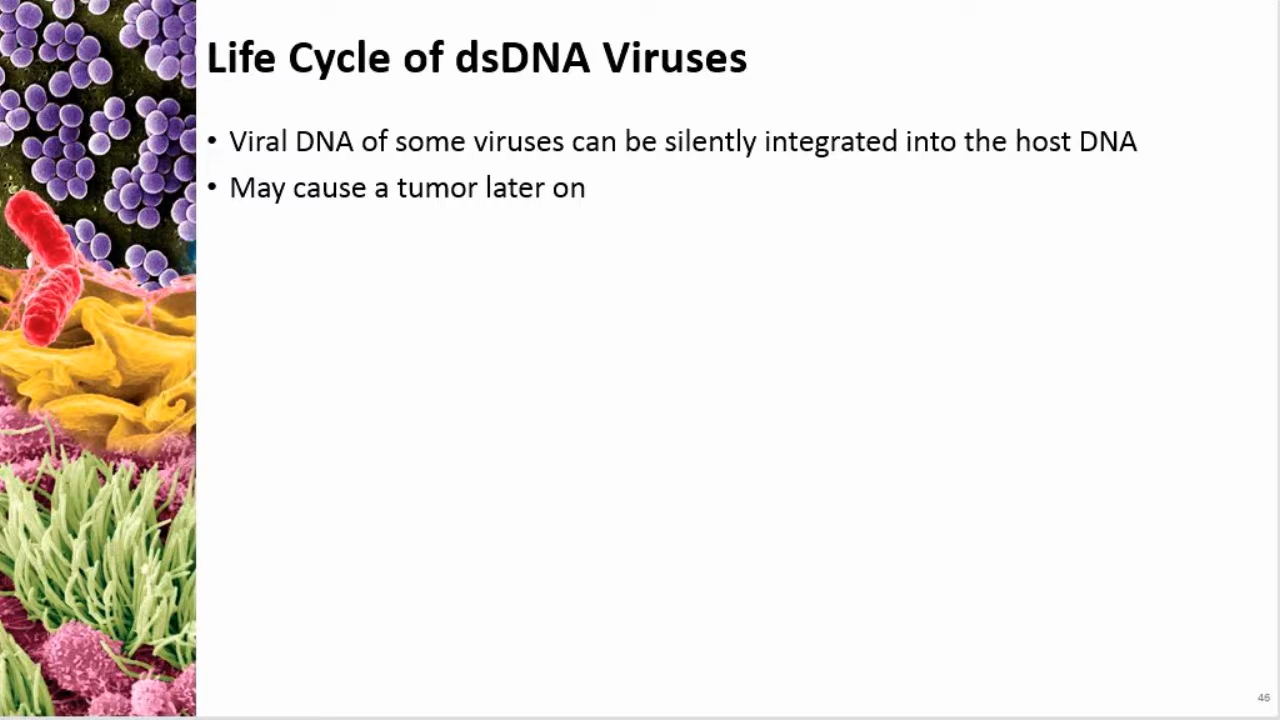 Life Cycle of dsDNA Viruses
• Viral DNA of some viruses can be silently integrated into the host DNA
• May cause a tumor later on
46